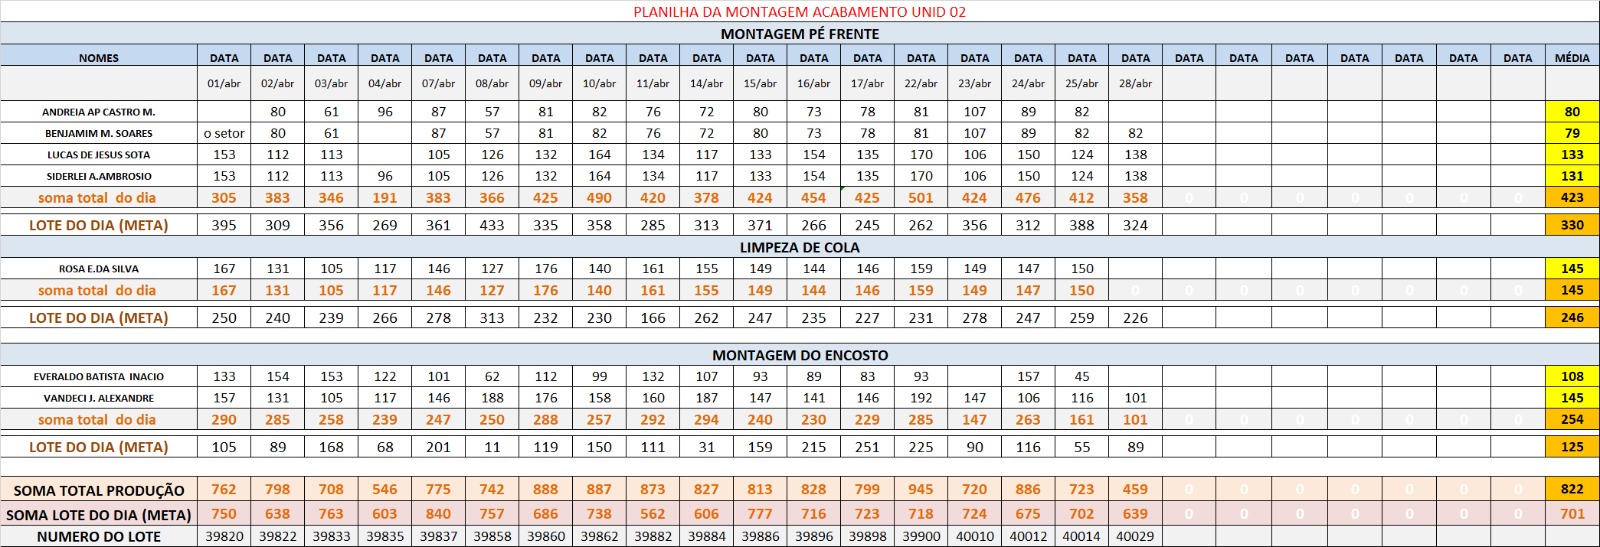 PLANILHA DA MONTAGEM ACABAMENTO UNID 02
MONTAGEM PÉ FRENTE
NOMES DATA DATA DATA DATA DATA DATA DATA DATA DATA DATA DATA DATA DATA DATA DATA DATA DATA DATA DATA DATA DATA DATA DATA DATA DATA MÉDIA
01/abr 02/abr 03/abr 04/abr 07/abr 08/abr 09/abr 10/abr 11/abr 14/abr 15/abr 16/abr 17/abr 22/abr 23/abr 24/abr 25/abr 28/abr
ANDREIA AP CASTRO M. 80 61 96 87 57 81 82 76 72 80 73 78 81 107 89 82 80
BENJAMIM M. SOARES o setor 80 61 87 57 81 82 76 72 80 73 78 81 107 89 82 82 79
LUCAS DE JESUS SOTA 153 112 113 105 126 132 164 134 117 133 154 135 170 106 150 124 138 133
SIDERLEI A.AMBROSIO 153 112 113 96 105 126 132 164 134 117 133 154 135 170 106 150 124 138 131
soma total do dia 305 383 346 191 383 366 425 490 420 378 424 454 425 501 424 476 412 358 0 0 0 0 0 0 0 423
LOTE DO DIA (META) 395 309 356 269 361 433 335 358 285 313 371 266 245 262 356 312 388 324 330
LIMPEZA DE COLA
ROSA E.DA SILVA 167 131 105 117 146 127 176 140 161 155 149 144 146 159 149 147 150 145
soma total do dia 167 131 105 117 146 127 176 140 161 155 149 144 146 159 149 147 150 0 0 0 0 0 0 0 0 145
LOTE DO DIA (META) 250 240 239 266 278 313 232 230 166 262 247 235 227 231 278 247 259 226 246
MONTAGEM DO ENCOSTO
EVERALDO BATISTA INACIO 133 154 153 122 101 62 112 99 132 107 93 89 83 93 157 45 108
VANDECI J. ALEXANDRE 157 131 105 117 146 188 176 158 160 187 147 141 146 192 147 106 116 101 145
soma total do dia 290 285 258 239 247 250 288 257 292 294 240 230 229 285 147 263 161 101 0 0 0 0 0 0 0 254
LOTE DO DIA (META) 105 89 168 68 201 11 119 150 111 31 159 215 251 225 90 116 55 89 125
SOMA TOTAL PRODUÇÃO 762 798 708 546 775 742 888 887 873 827 813 828 799 945 720 886 723 459 0 0 0 0 0 0 0 822
SOMA LOTE DO DIA (META) 750 638 763 603 840 757 686 738 562 606 777 716 723 718 724 675 702 639 0 0 0 0 0 0 0 701
NUMERO DO LOTE 39820 39822 39833 39835 39837 39858 39860 39862 39882 39884 39886 39896 39898 39900 40010 40012 40014 40029